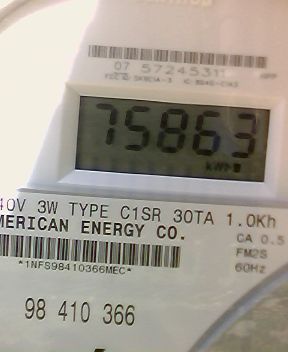 07 5724531
75863
kWh
40V 3W TYPE C1SR 30TA 1.0Kh
MERICAN ENERGY CO.
CA 0.5
*1NFS98410366MEC*
FM2S
60Hz
98 410 366